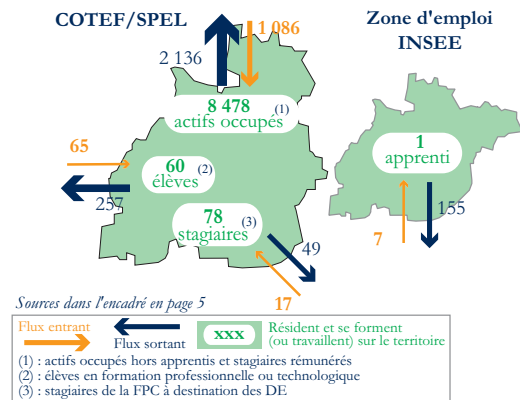 COTEF/SPEL
Zone d'emploi
INSEE
1 086
2 136
8 478 (1)
actifs occupés
65
60 (2)
élèves
257
78 (3)
stagiaires
49
17
1
apprenti
155
7
Sources dans l'encadré en page 5
Flux entrant
Flux sortant
xxx
Résident et se forment
(ou travaillent) sur le territoire
(1) : actifs occupés hors apprentis et stagiaires rémunérés
(2) : élèves en formation professionnelle ou technologique
(3) : stagiaires de la FPC à destination des DE